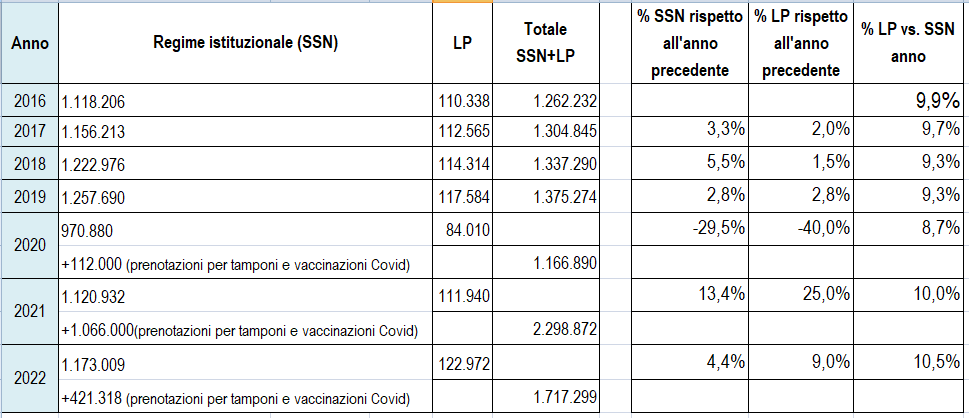 Anno Regime istituzionale (SSN) LP Totale SSN+LP % SSN rispetto all'anno precedente % LP rispetto all'anno precedente % LP vs. SSN anno
2016 1.118.206 110.338 1.262.232 9,9%
2017 1.156.213 112.565 1.304.845 3,3% 2,0% 9,7%
2018 1.222.976 114.314 1.337.290 5,5% 1,5% 9,3%
2019 1.257.690 117.584 1.375.274 2,8% 2,8% 9,3%
2020 970.880 84.010 -29,5% -40,0% 8,7%
+112.000 (prenotazioni per tamponi e vaccinazioni Covid) 1.166.890
2021 1.120.932 111.940 13,4% 25,0% 10,0%
+1.066.000(prenotazioni per tamponi e vaccinazioni Covid) 2.298.872
2022 1.173.009 122.972 4,4% 9,0% 10,5%
+421.318 (prenotazioni per tamponi e vaccinazioni Covid) 1.717.299